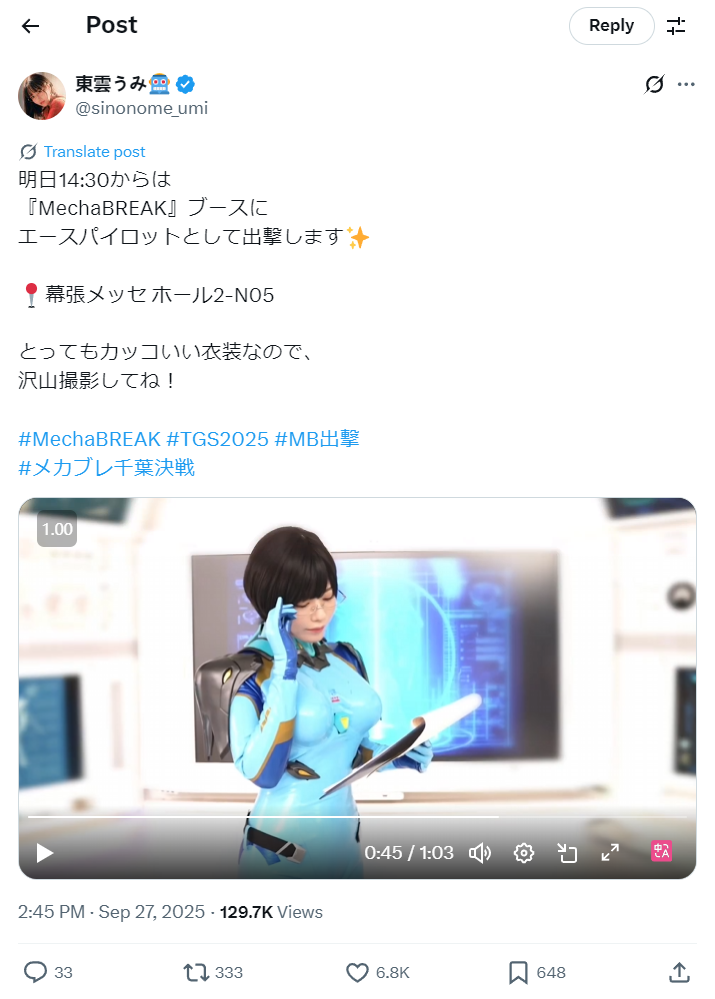 Post
Reply
東雲うみ🤖
@sinonome_umi
Translate post
明日14:30からは
『MechaBREAK』ブースに
エースパイロットとして出撃します✨
📍幕張メッセ ホール2-N05
とってもカッコいい衣装なので、
沢山撮影してね！
#MechaBREAK #TGS2025 #MB出撃
#メカブレ千葉決戦
1.00
0:45 / 1:03
中A
2:45 PM · Sep 27, 2025 · 129.7K Views
33 333 6.8K 648